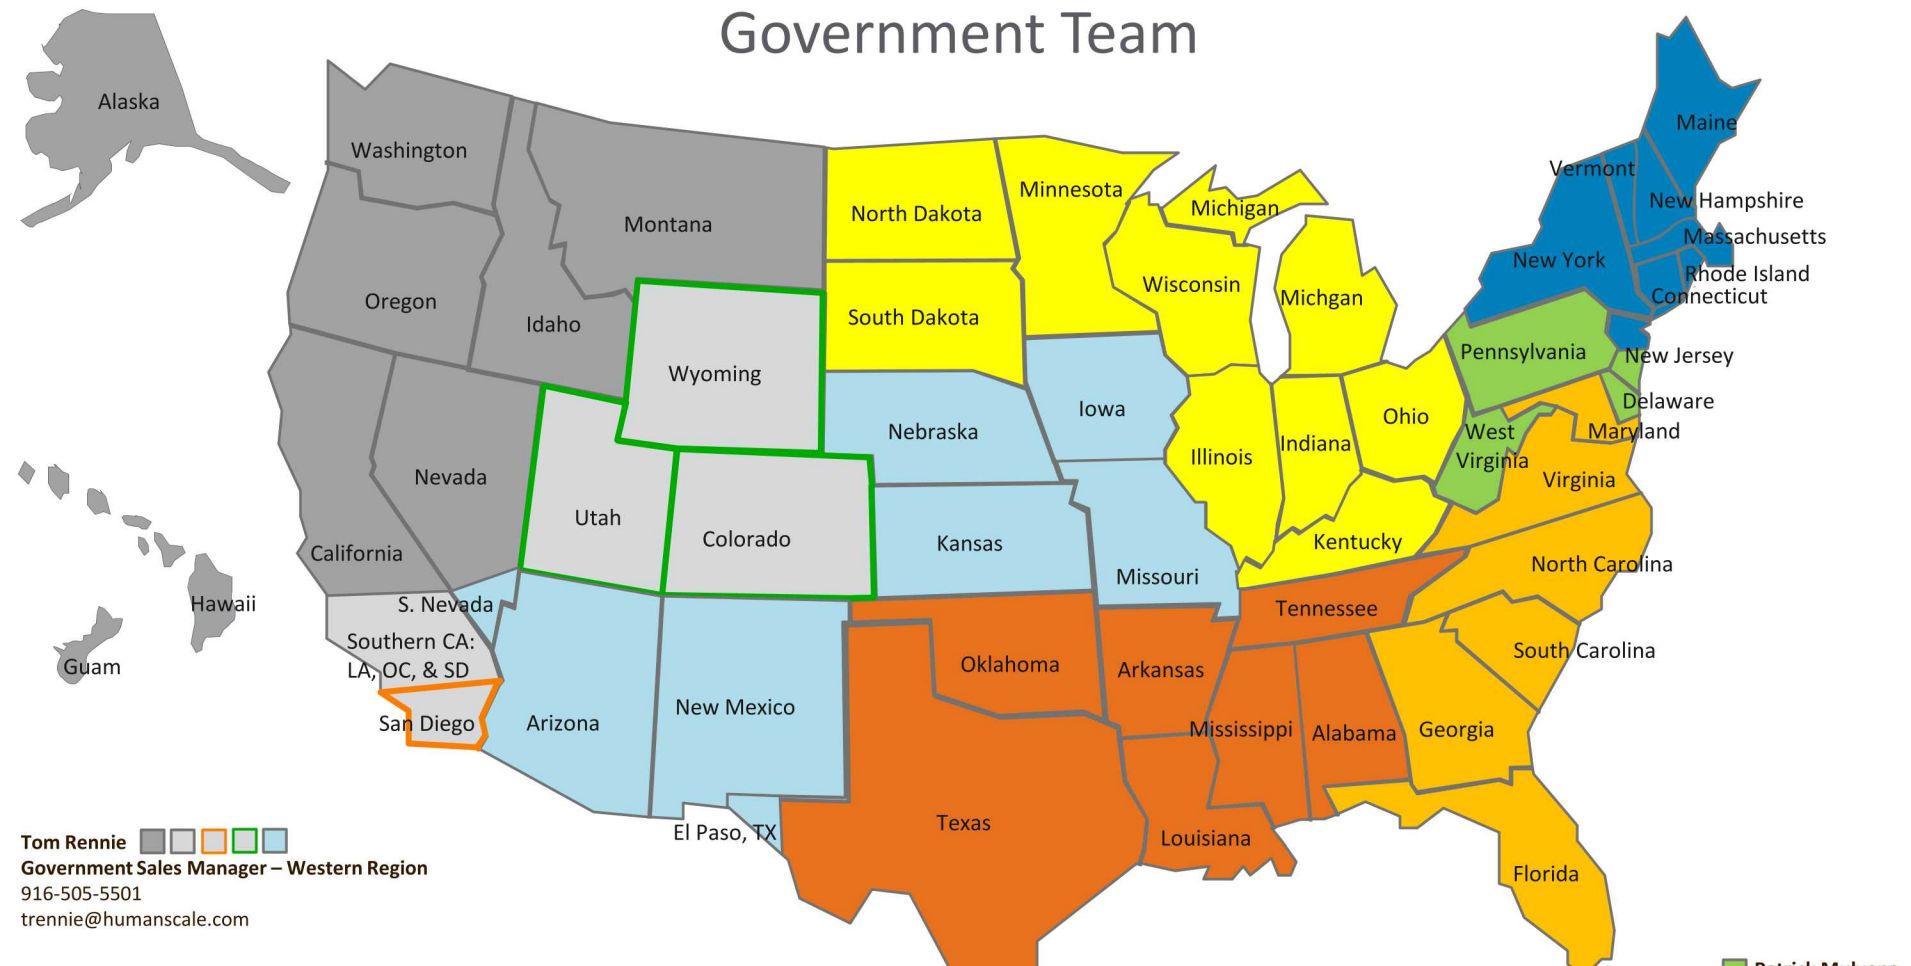 Government Team
Alaska
Washington
Montana
Oregon
Idaho
Wyoming
Nevada
Utah
Colorado
California
S. Nevada
Southern CA:
LA, OC, & SD
San Diego
Hawaii
Guam
North Dakota
Minnesota
South Dakota
Michigan
Wisconsin
Michgan
Nebraska
Iowa
Kansas
Missouri
Illinois
Indiana
Ohio
Kentucky
Arizona
New Mexico
El Paso, TX
Oklahoma
Arkansas
Tennessee
Mississippi
Alabama
Texas
Louisiana
Maine
Vermont
New Hampshire
Massachusetts
New York
Rhode Island
Connecticut
Pennsylvania
New Jersey
Delaware
Maryland
West
Virginia
Virginia
North Carolina
South Carolina
Georgia
Florida
Tom Rennie
Government Sales Manager – Western Region
916-505-5501
trennie@humanscale.com